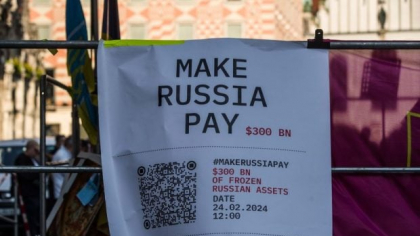 MAKE
RUSSIA
PAY $300 BN
#MAKERUSSIAPAY
$300 BN
OF FROZEN
RUSSIAN ASSETS
DATE
24.02.2024
12:00